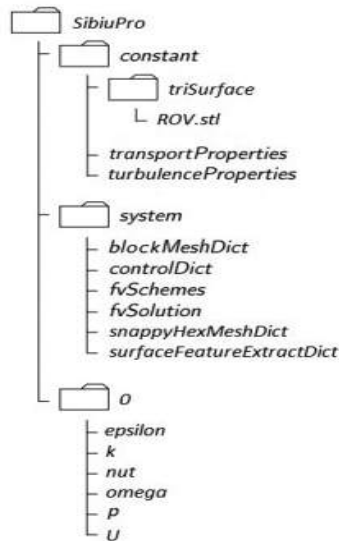 SibiuPro
constant
triSurface
ROV.stl
transportProperties
turbulenceProperties
system
blockMeshDict
controlDict
fvSchemes
fvSolution
snappyHexMeshDict
surfaceFeatureExtractDict
0
epsilon
k
nut
omega
p
U